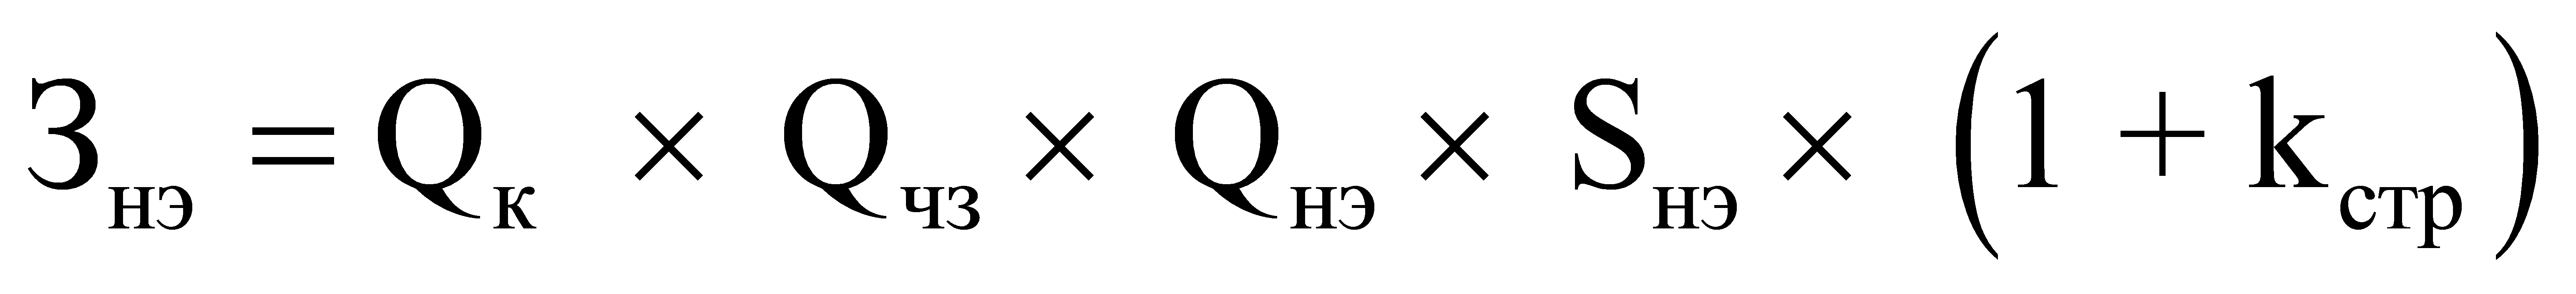 З_нэ = Q_к × Q_чз × Q_нэ × S_нэ × (1 + k_стр)